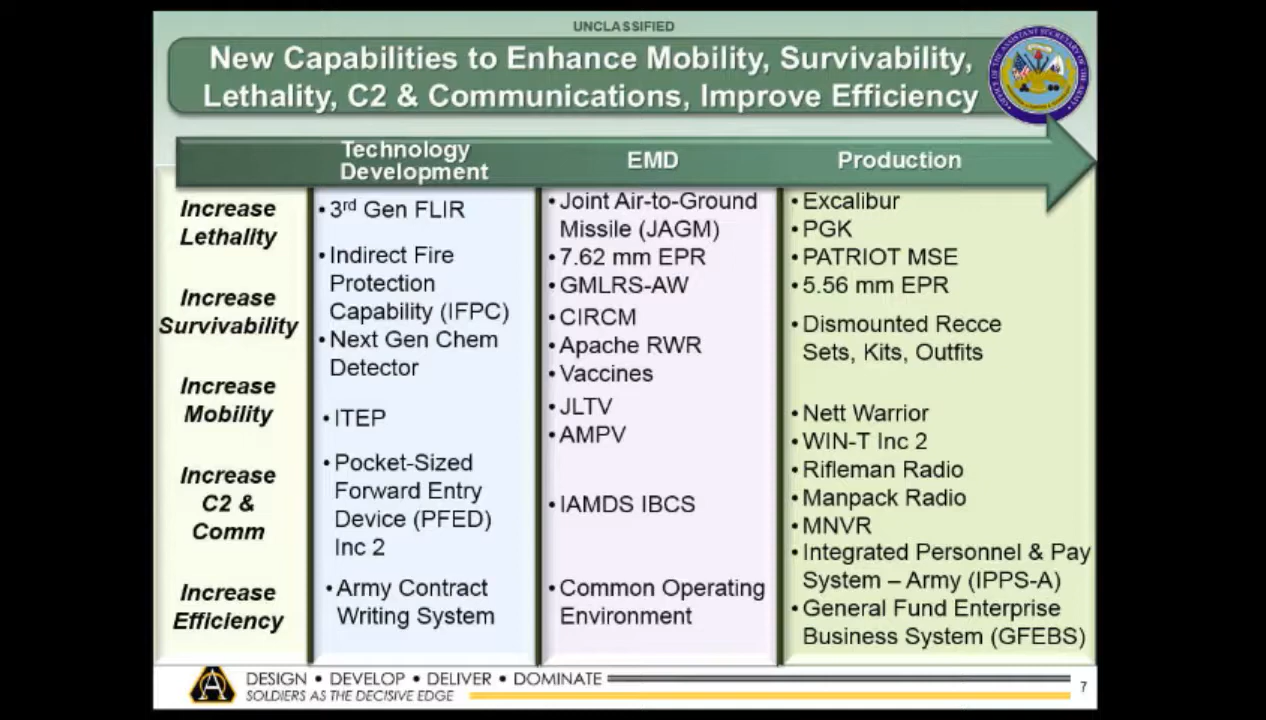 UNCLASSIFIED
New Capabilities to Enhance Mobility, Survivability,
Lethality, C2 & Communications, Improve Efficiency
Technology
Development
EMD
Production
Increase
Lethality
• 3rd Gen FLIR
• Joint Air-to-Ground
Missile (JAGM)
• 7.62 mm EPR
• GMLRS-AW
• Excalibur
• PGK
• PATRIOT MSE
• 5.56 mm EPR
Increase
Survivability
• Indirect Fire
Protection
Capability (IFPC)
• Next Gen Chem
Detector
• CIRCM
• Apache RWR
• Vaccines
• Dismounted Recce
Sets, Kits, Outfits
Increase
Mobility
• ITEP
• JLTV
• AMPV
Increase
C2 &
Comm
• Pocket-Sized
Forward Entry
Device (PFED)
Inc 2
• IAMDS IBCS
• Nett Warrior
• WIN-T Inc 2
• Rifleman Radio
• Manpack Radio
• MNVR
Increase
Efficiency
• Army Contract
Writing System
• Common Operating
Environment
• Integrated Personnel & Pay
System – Army (IPPS-A)
• General Fund Enterprise
Business System (GFEBS)
DESIGN • DEVELOP • DELIVER • DOMINATE
SOLDIERS AS THE DECISIVE EDGE
7